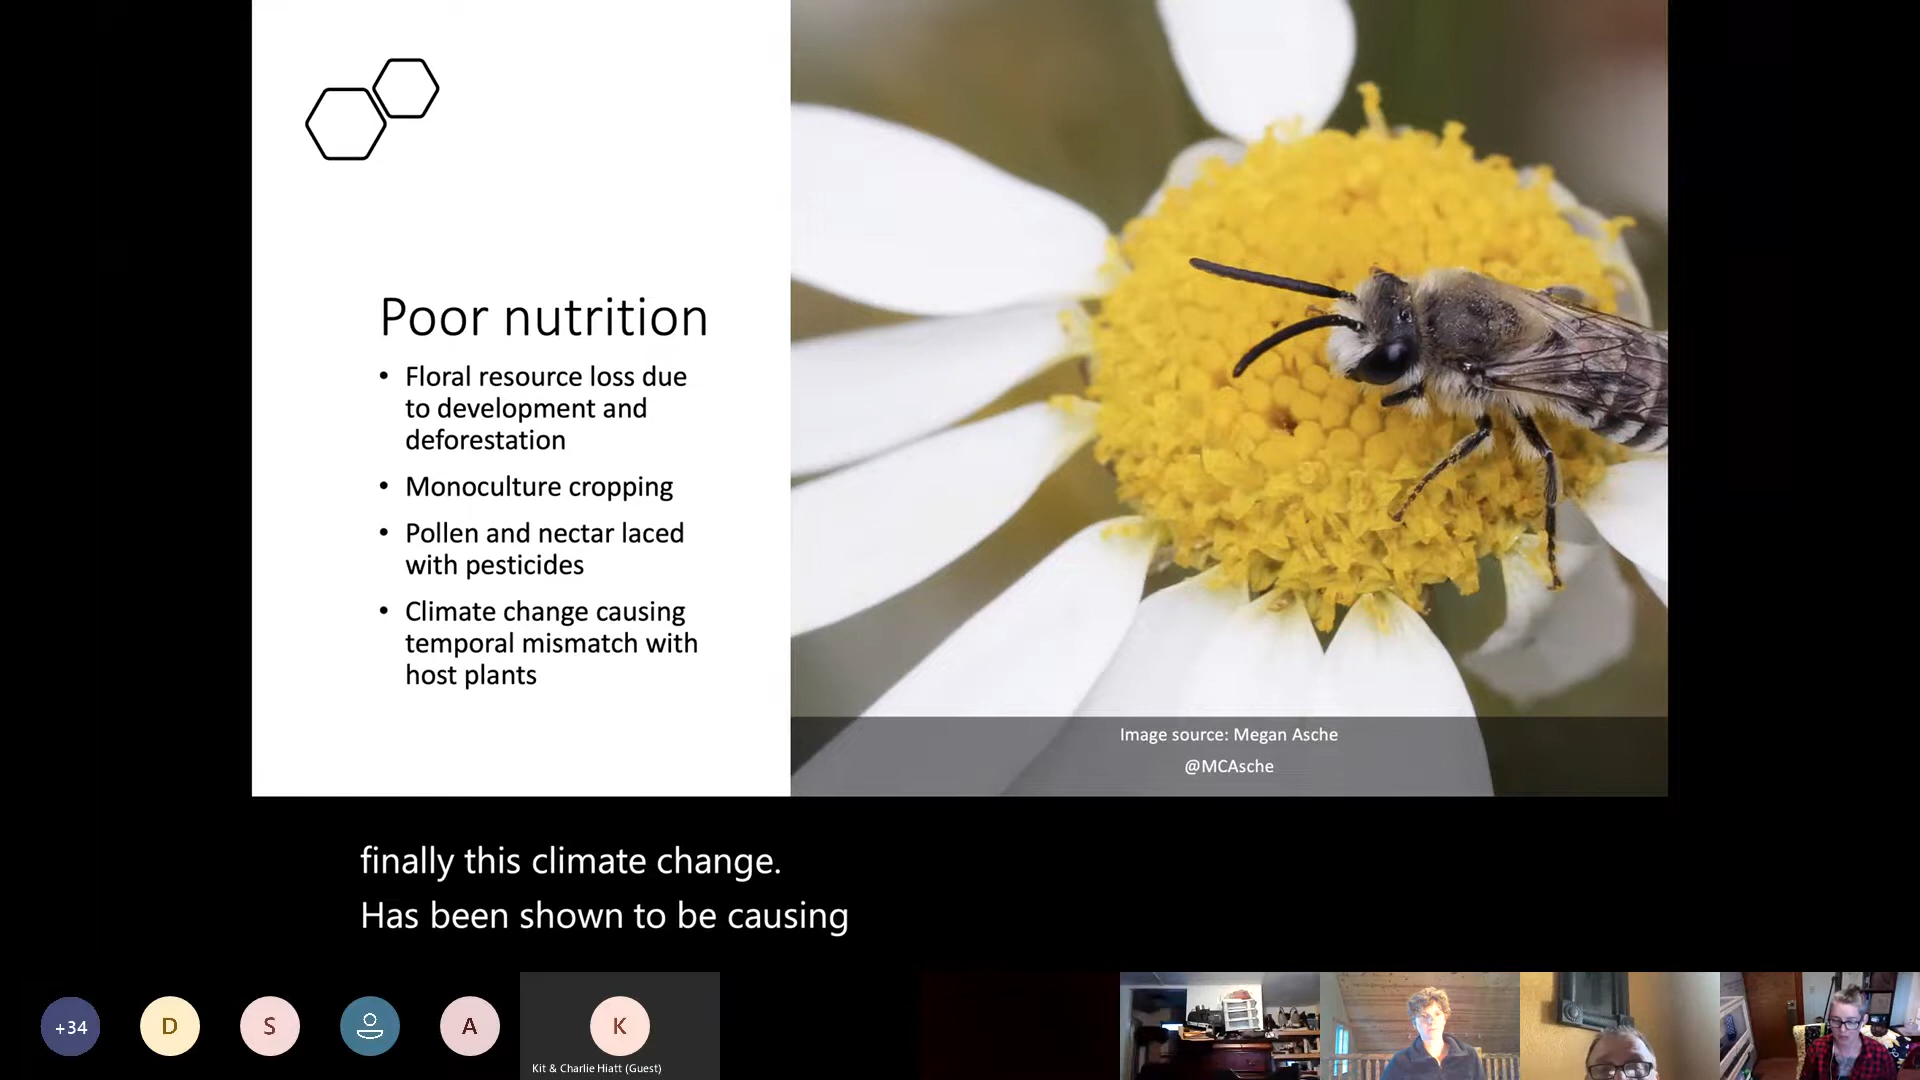 Poor nutrition
• Floral resource loss due
to development and
deforestation
• Monoculture cropping
• Pollen and nectar laced
with pesticides
• Climate change causing
temporal mismatch with
host plants
Image source: Megan Asche
@MCAsche
finally this climate change.
Has been shown to be causing
+34
D
S
A
K
Kit & Charlie Hiatt (Guest)